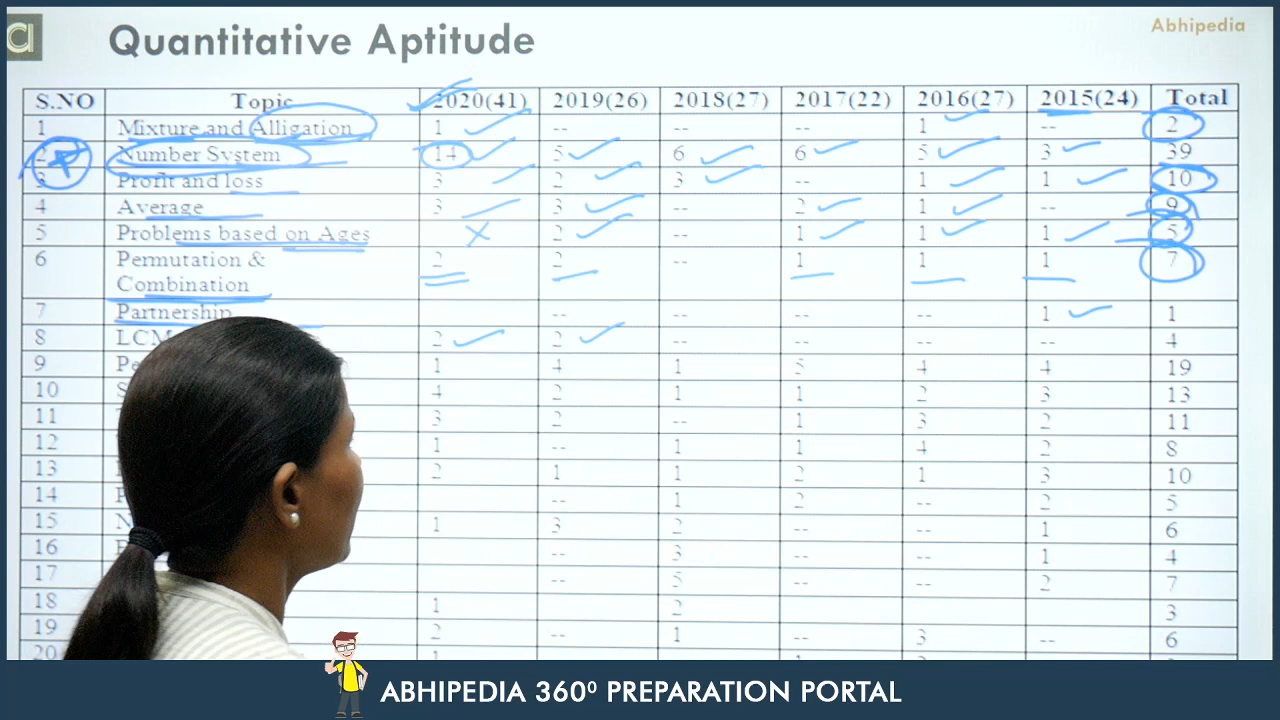 a Quantitative Aptitude Abhipedia
S.NO Topic 2020(41) 2019(26) 2018(27) 2017(22) 2016(27) 2015(24) Total
1 Mixture and Alligation 1 -- -- -- 1 -- 2
2 Number System 14 5 6 6 5 3 39
3 Profit and loss 3 2 3 -- 1 1 10
4 Average 3 3 -- 2 1 -- 9
5 Problems based on Ages 2 -- 1 1 1 5
6 Permutation & 2 2 -- 1 1 1 7
Combination
7 Partnership -- -- -- -- 1 1
8 LCM 2 2 -- -- -- -- 4
9 1 4 1 5 4 4 19
10 4 2 1 1 2 3 13
11 3 2 -- 1 3 2 11
12 1 -- 1 1 4 2 8
13 2 1 1 2 1 3 10
14 -- 1 2 -- 2 5
15 1 3 2 -- -- 1 6
16 -- 3 -- -- 1 4
17 -- 5 -- -- 2 7
18 1 2 3
19 2 -- 1 -- 3 -- 6
20
ABHIPEDIA 360⁰ PREPARATION PORTAL